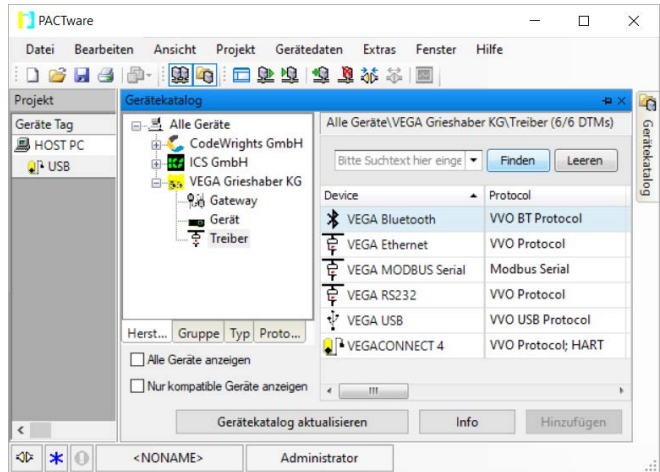 PACTware
Datei Bearbeiten Ansicht Projekt Gerätedaten Extras Fenster Hilfe
Projekt
Geräte Tag
HOST PC
USB
Gerätekatalog
Alle Geräte
CodeWrights GmbH
ICS GmbH
VEGA Grieshaber KG
Gateway
Gerät
Treiber
Herst... Gruppe Typ Proto...
Alle Geräte anzeigen
Nur kompatible Geräte anzeigen
Alle Geräte\VEGA Grieshaber KG\Treiber (6/6 DTMs)
Bitte Suchtext hier einge Finden Leeren
Device Protocol
VEGA Bluetooth VVO BT Protocol
VEGA Ethernet VVO Protocol
VEGA MODBUS Serial Modbus Serial
VEGA RS232 VVO Protocol
VEGA USB VVO USB Protocol
VEGACONNECT 4 VVO Protocol; HART
Gerätekatalog aktualisieren Info Hinzufügen
Gerätekatalog
<NONAME> Administrator